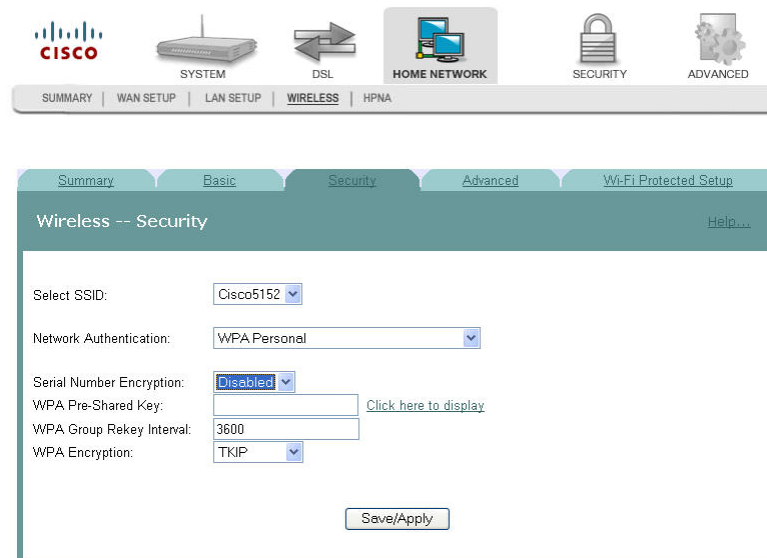 CISCO
SYSTEM DSL HOME NETWORK SECURITY ADVANCED
SUMMARY | WAN SETUP | LAN SETUP | WIRELESS | HPNA
Summary Basic Security Advanced Wi-Fi Protected Setup
Wireless -- Security Help...
Select SSID: Cisco5152
Network Authentication: WPA Personal
Serial Number Encryption: Disabled
WPA Pre-Shared Key: Click here to display
WPA Group Rekey Interval: 3600
WPA Encryption: TKIP
Save/Apply